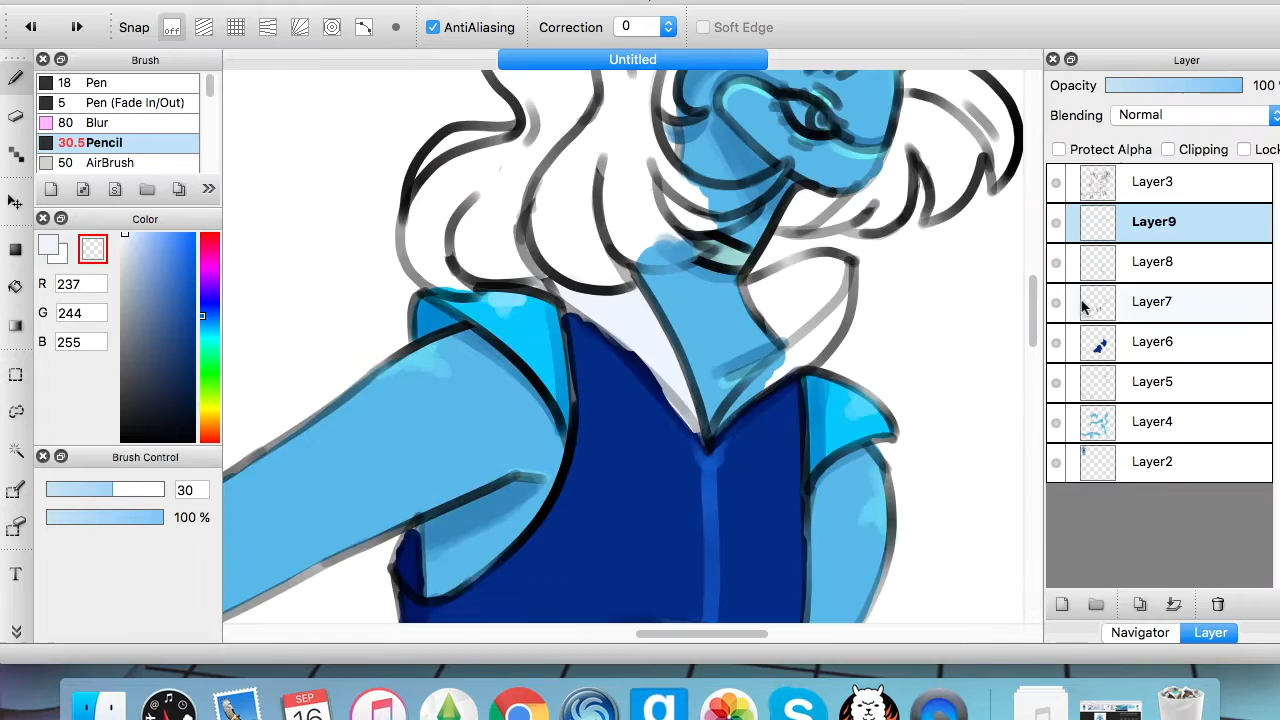 Snap off AntiAliasing Correction 0 Soft Edge
Brush Untitled Layer
18 Pen
5 Pen (Fade In/Out)
80 Blur
30.5 Pencil
50 AirBrush
Opacity 100
Blending Normal
Protect Alpha Clipping Lock
Layer3
Layer9
Layer8
Layer7
Layer6
Layer5
Layer4
Layer2
Color
R 237
G 244
B 255
Brush Control
30
100 %
T
Navigator Layer
SEP
16